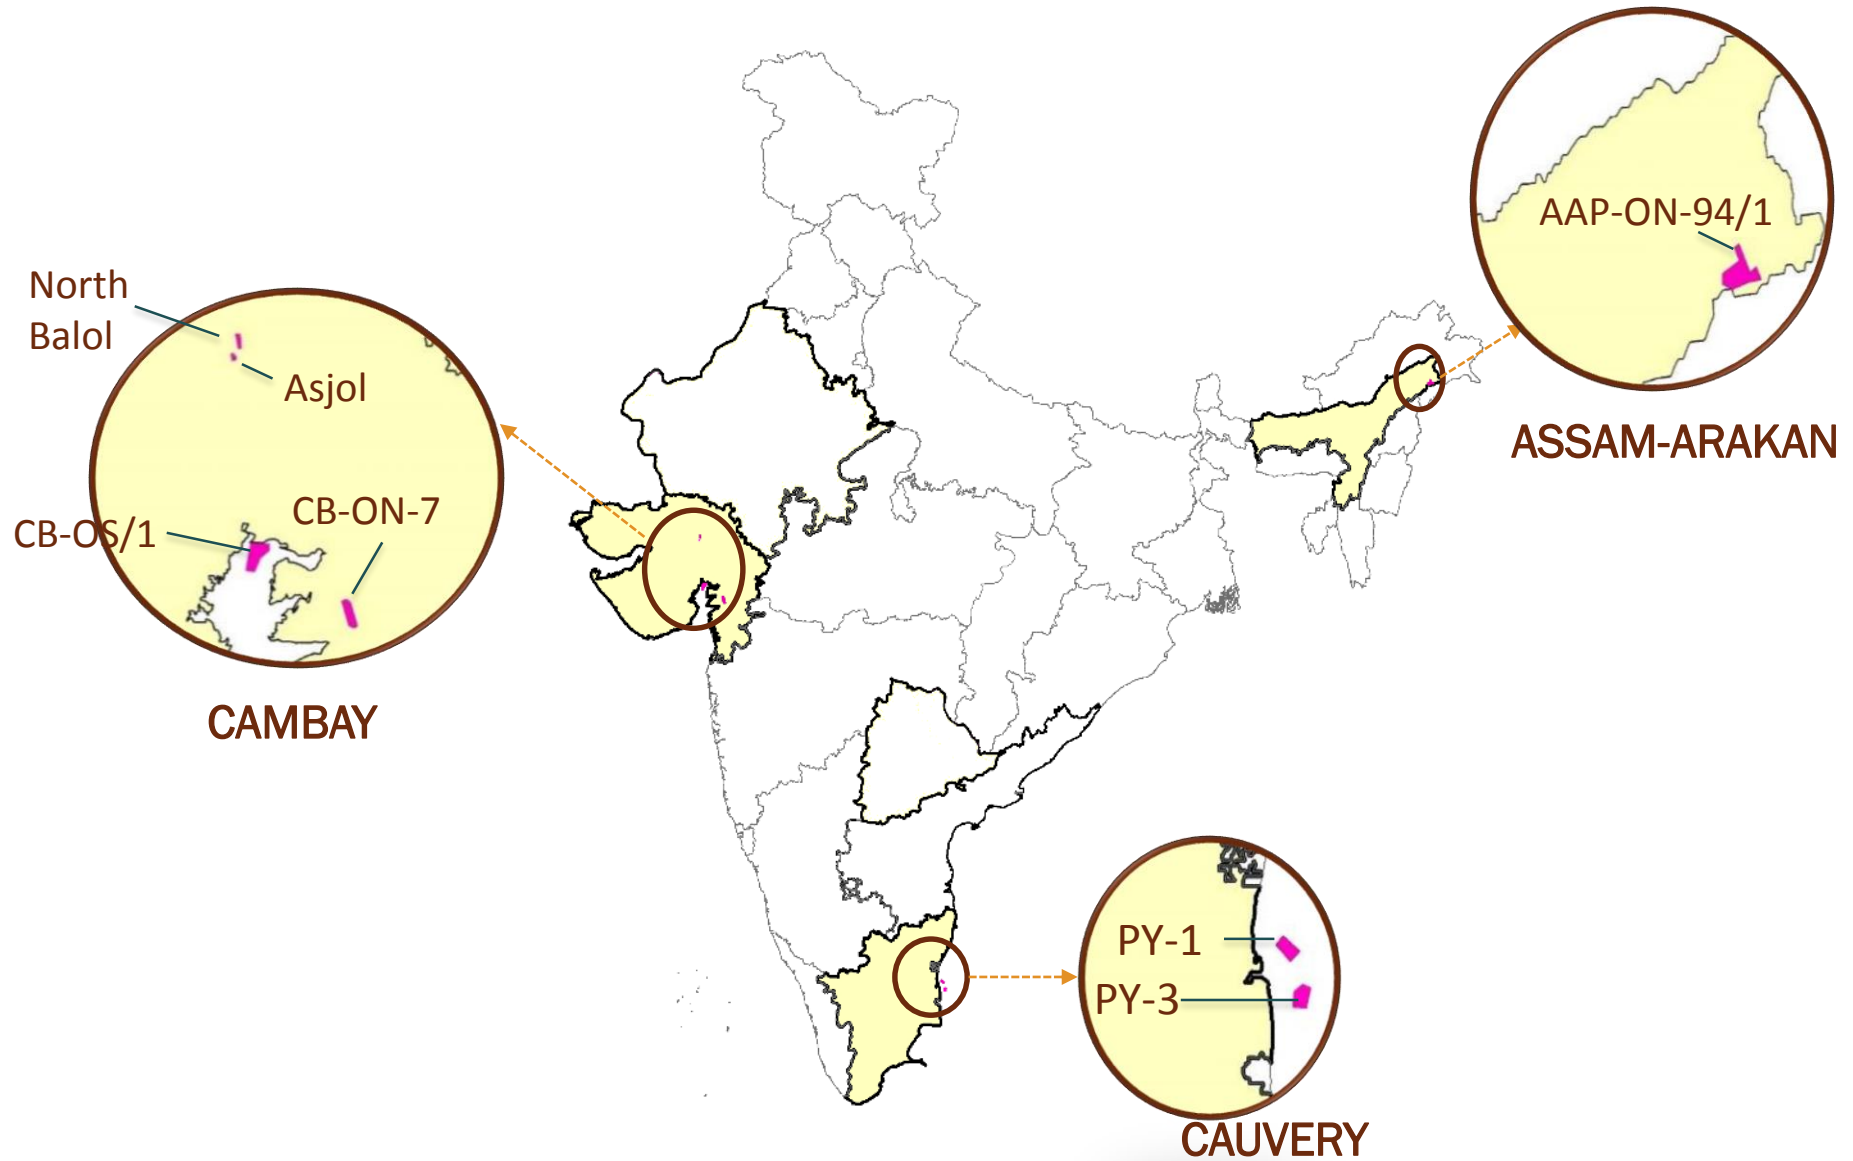 North
Balol
Asjol
CB-OS/1
CB-ON-7
CAMBAY
AAP-ON-94/1
ASSAM-ARAKAN
PY-1
PY-3
CAUVERY